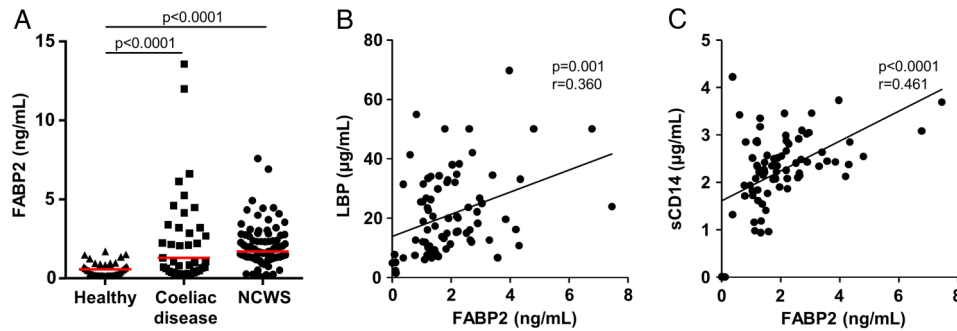 A
p<0.0001
p<0.0001
FABP2 (ng/mL)
15
10
5
0
Healthy
Coeliac
disease
NCWS
B
p=0.001
r=0.360
LBP (µg/mL)
80
60
40
20
0
0 2 4 6 8
FABP2 (ng/mL)
C
p<0.0001
r=0.461
sCD14 (µg/mL)
5
4
3
2
1
0
0 2 4 6 8
FABP2 (ng/mL)